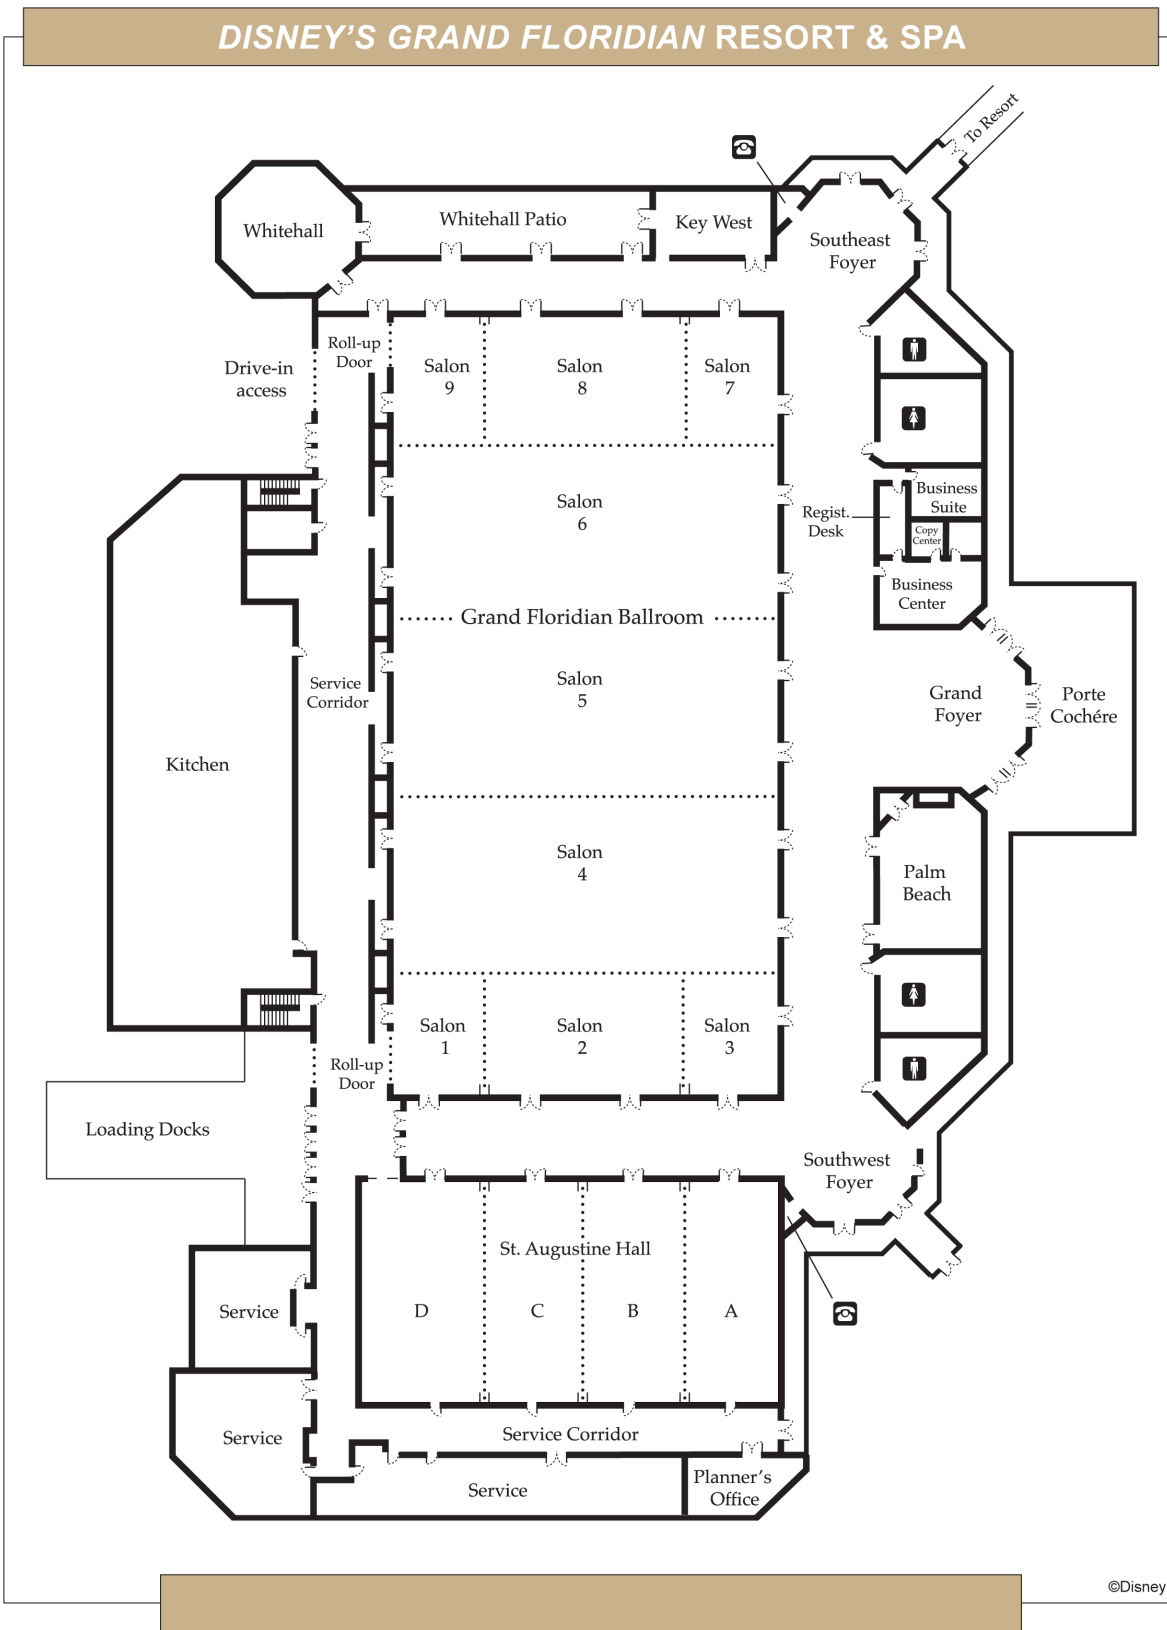 DISNEY'S GRAND FLORIDIAN RESORT & SPA
To Resort
Whitehall
Whitehall Patio
Key West
Southeast
Foyer
Roll-up
Door
Drive-in
access
Salon
9
Salon
8
Salon
7
Salon
6
Regist.
Desk
Business
Suite
Copy
Center
Business
Center
Grand Floridian Ballroom
Service
Corridor
Salon
5
Grand
Foyer
Porte
Cochére
Kitchen
Salon
4
Palm
Beach
Salon
1
Salon
2
Salon
3
Roll-up
Door
Loading Docks
Southwest
Foyer
St. Augustine Hall
D
C
B
A
Service
Service
Service Corridor
Service
Planner's
Office
©Disney